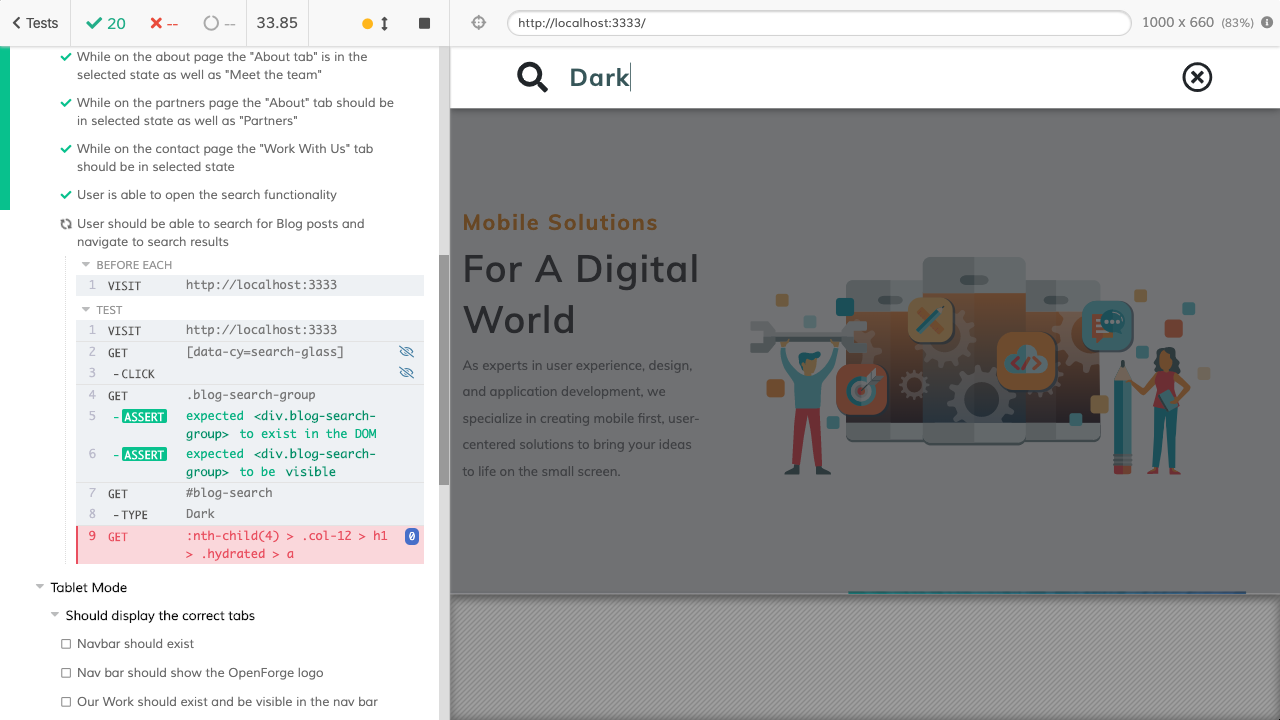 Tests
20
--
--
33.85
http://localhost:3333/
1000 x 660 (83%)
While on the about page the "About tab" is in the
selected state as well as "Meet the team"
While on the partners page the "About" tab should be
in selected state as well as "Partners"
While on the contact page the "Work With Us" tab
should be in selected state
User is able to open the search functionality
User should be able to search for Blog posts and
navigate to search results
BEFORE EACH
1 VISIT http://localhost:3333
TEST
1 VISIT http://localhost:3333
2 GET [data-cy=search-glass]
3 -CLICK
4 GET .blog-search-group
5 -ASSERT expected <div.blog-search-
group> to exist in the DOM
6 -ASSERT expected <div.blog-search-
group> to be visible
7 GET #blog-search
8 -TYPE Dark
9 GET :nth-child(4) > .col-12 > h1 0
> .hydrated > a
Tablet Mode
Should display the correct tabs
Navbar should exist
Nav bar should show the OpenForge logo
Our Work should exist and be visible in the nav bar
Dark
Mobile Solutions
For A Digital
World
As experts in user experience, design,
and application development, we
specialize in creating mobile first, user-
centered solutions to bring your ideas
to life on the small screen.